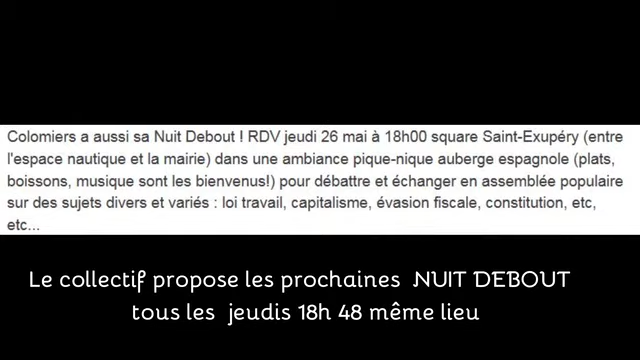 Colomiers a aussi sa Nuit Debout ! RDV jeudi 26 mai à 18h00 square Saint-Exupéry (entre
l'espace nautique et la mairie) dans une ambiance pique-nique auberge espagnole (plats,
boissons, musique sont les bienvenus!) pour débattre et échanger en assemblée populaire
sur des sujets divers et variés : loi travail, capitalisme, évasion fiscale, constitution, etc,
etc...
Le collectif propose les prochaines NUIT DEBOUT
tous les jeudis 18h 48 même lieu